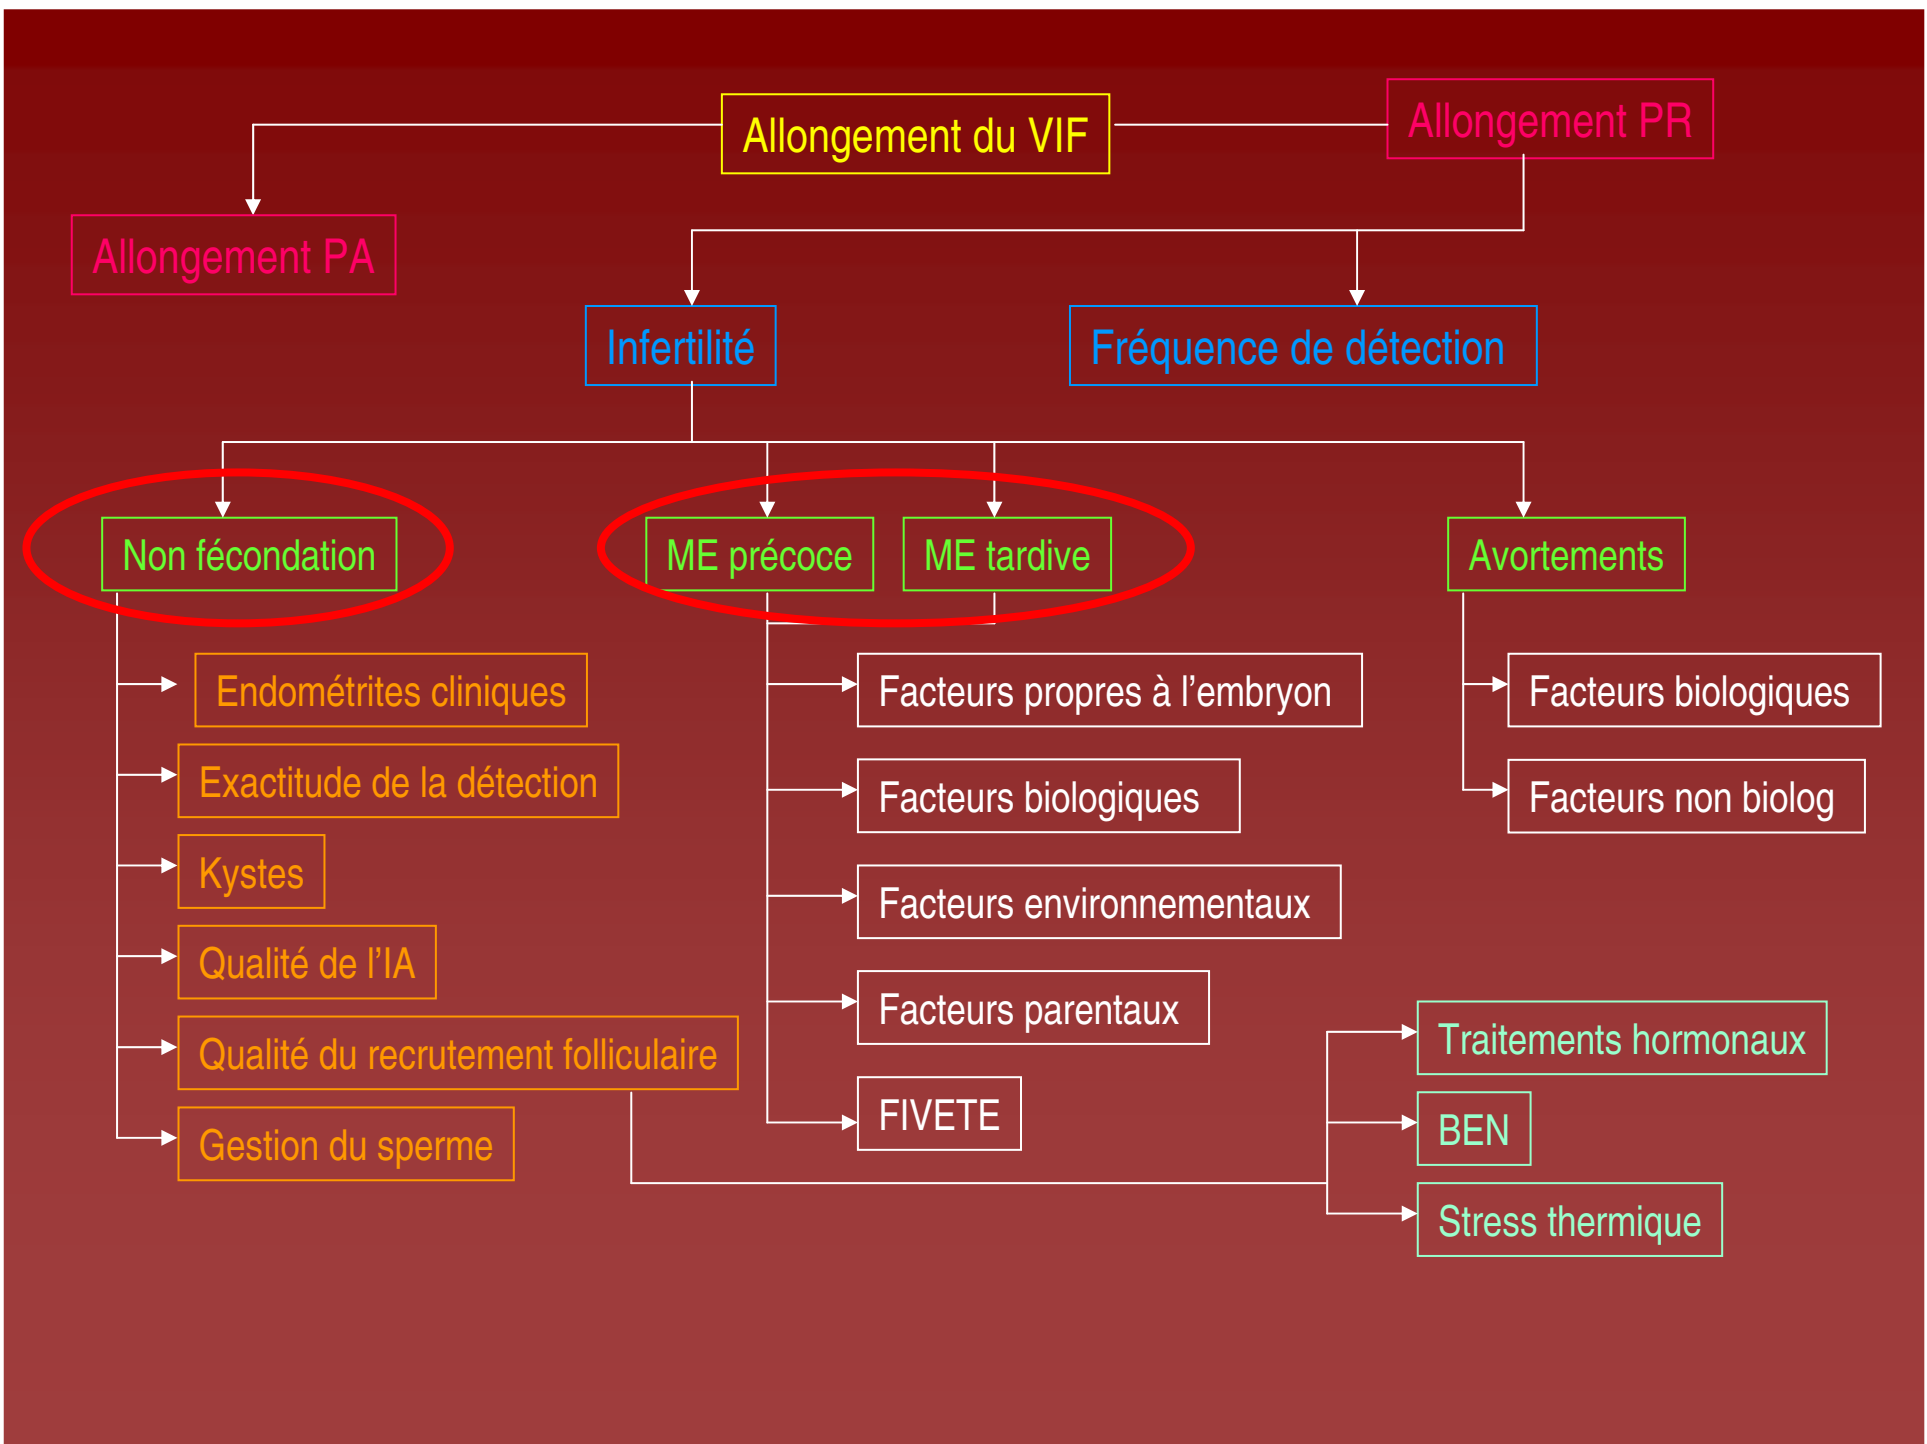 Allongement du VIF
Allongement PR
Allongement PA
Infertilité
Fréquence de détection
Non fécondation
ME précoce
ME tardive
Avortements
Endométrites cliniques
Exactitude de la détection
Kystes
Qualité de l’IA
Qualité du recrutement folliculaire
Gestion du sperme
Facteurs propres à l’embryon
Facteurs biologiques
Facteurs environnementaux
Facteurs parentaux
FIVETE
Facteurs biologiques
Facteurs non biolog
Traitements hormonaux
BEN
Stress thermique